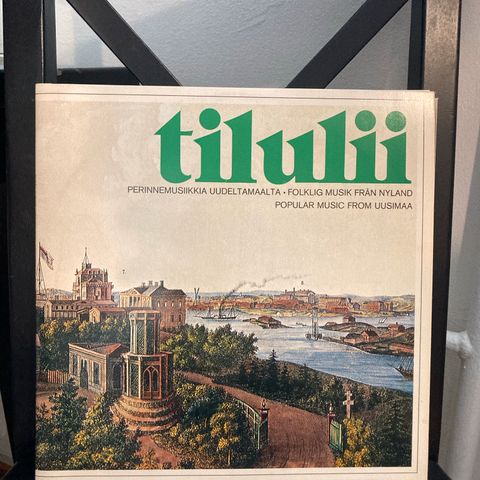 tilulii
PERINNEMUSIIKKIA UUDELTAMAALTA • FOLKLIG MUSIK FRÅN NYLAND
POPULAR MUSIC FROM UUSIMAA